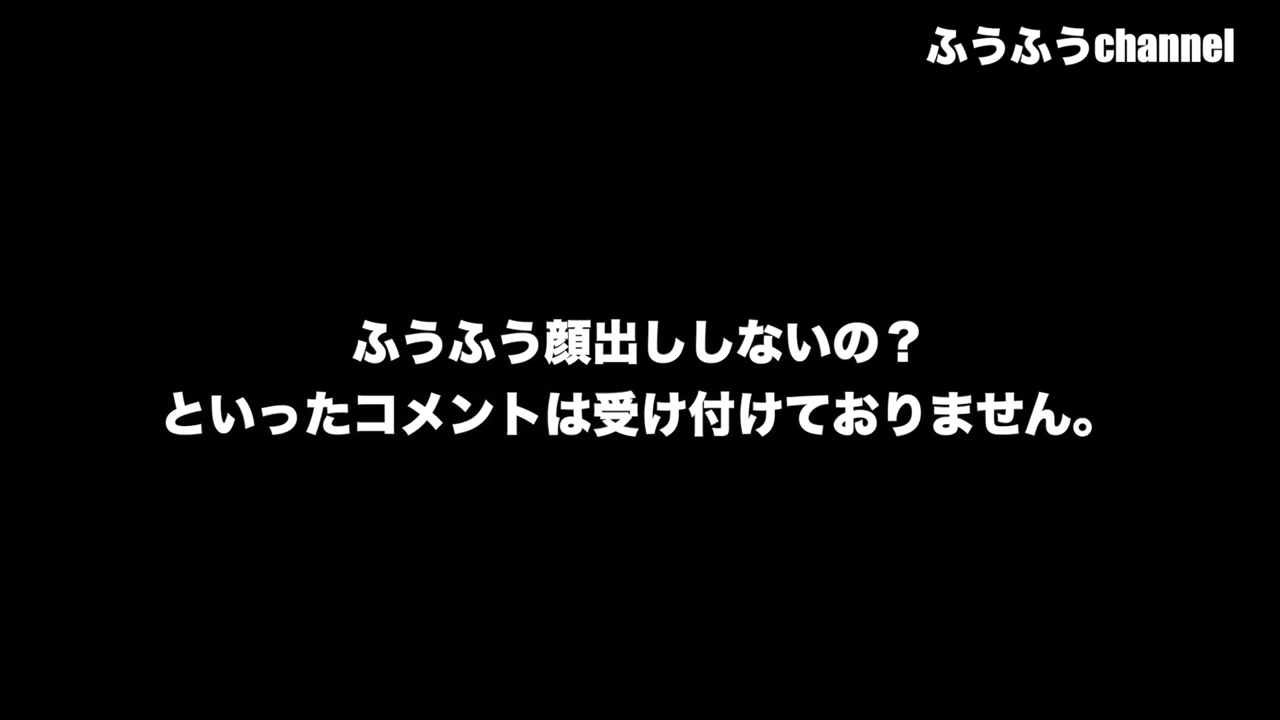 ふうふうchannel
ふうふう顔出ししないの？
といったコメントは受け付けておりません。